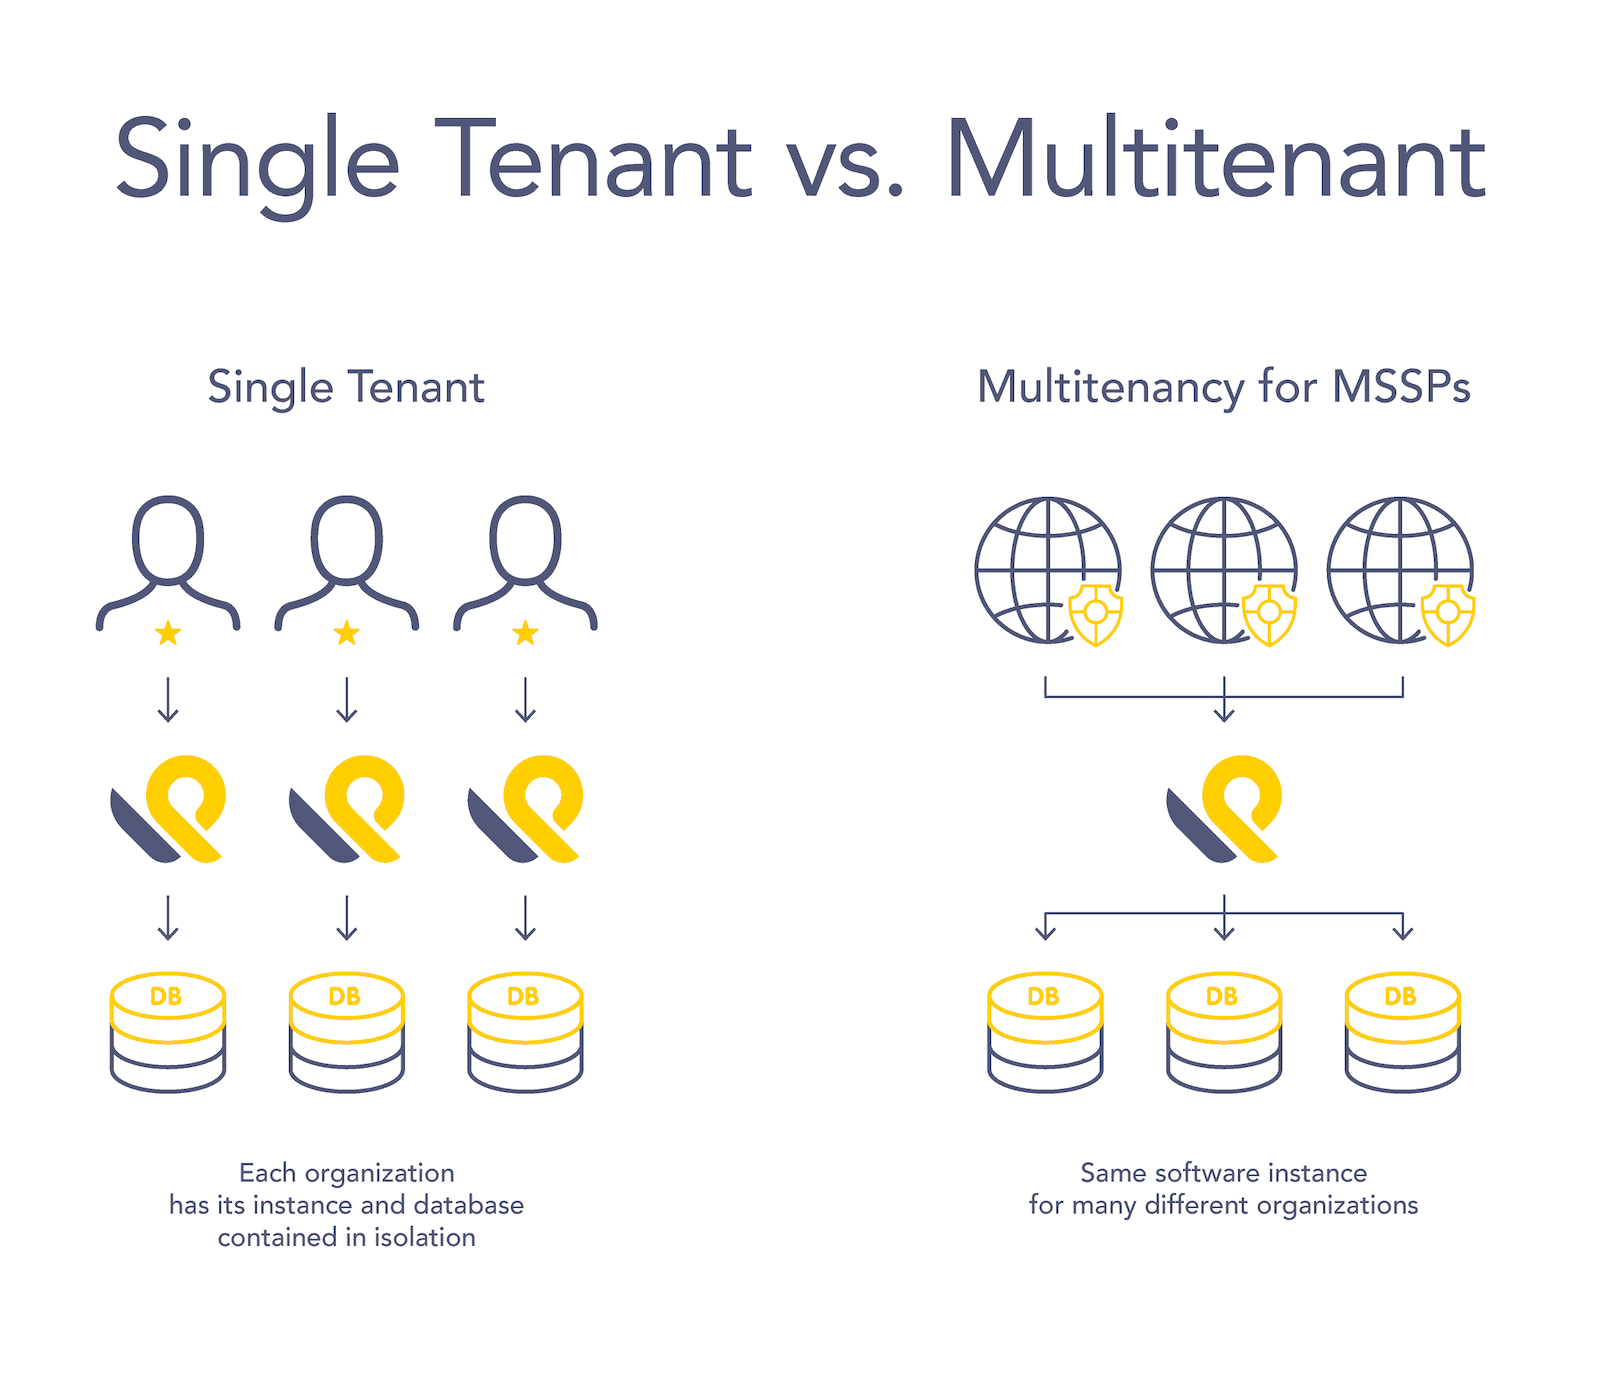 Single Tenant vs. Multitenant
Single Tenant
Multitenancy for MSSPs
DB
DB
DB
DB
DB
DB
Each organization
has its instance and database
contained in isolation
Same software instance
for many different organizations